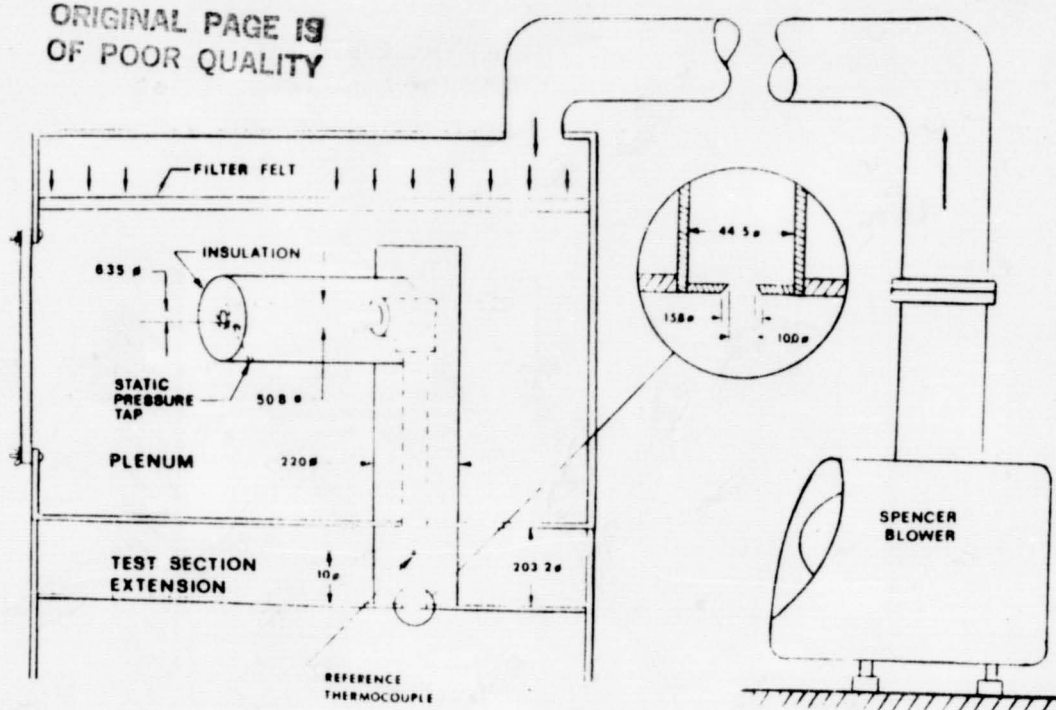 ORIGINAL PAGE IS
OF POOR QUALITY
FILTER FELT
INSULATION
635 ø
STATIC
PRESSURE
TAP
508 ø
PLENUM
220 ø
TEST SECTION
EXTENSION
10 ø
203 2 ø
REFERENCE
THERMOCOUPLE
44 5 ø
158 ø
100 ø
SPENCER
BLOWER